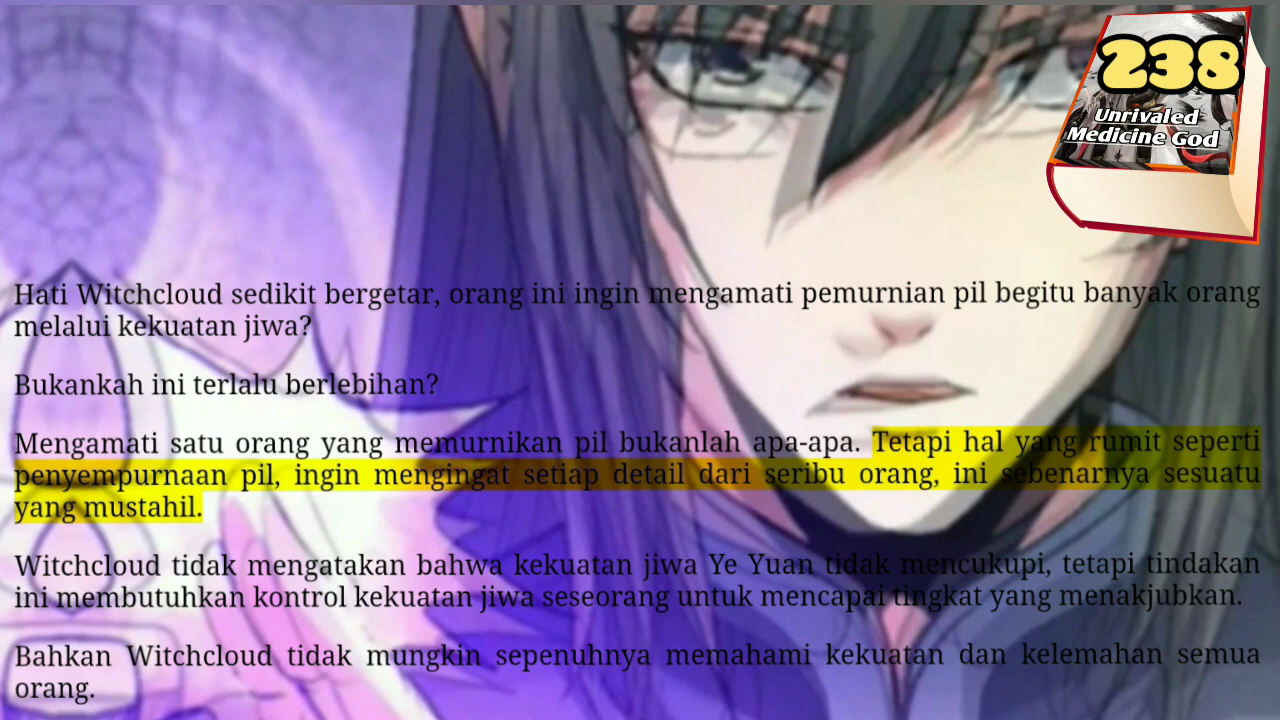 238
Unrivaled
Medicine God
Hati Witchcloud sedikit bergetar, orang ini ingin mengamati pemurnian pil begitu banyak orang
melalui kekuatan jiwa?
Bukankah ini terlalu berlebihan?
Mengamati satu orang yang memurnikan pil bukanlah apa-apa. Tetapi hal yang rumit seperti
penyempurnaan pil, ingin mengingat setiap detail dari seribu orang, ini sebenarnya sesuatu
yang mustahil.
Witchcloud tidak mengatakan bahwa kekuatan jiwa Ye Yuan tidak mencukupi, tetapi tindakan
ini membutuhkan kontrol kekuatan jiwa seseorang untuk mencapai tingkat yang menakjubkan.
Bahkan Witchcloud tidak mungkin sepenuhnya memahami kekuatan dan kelemahan semua
orang.